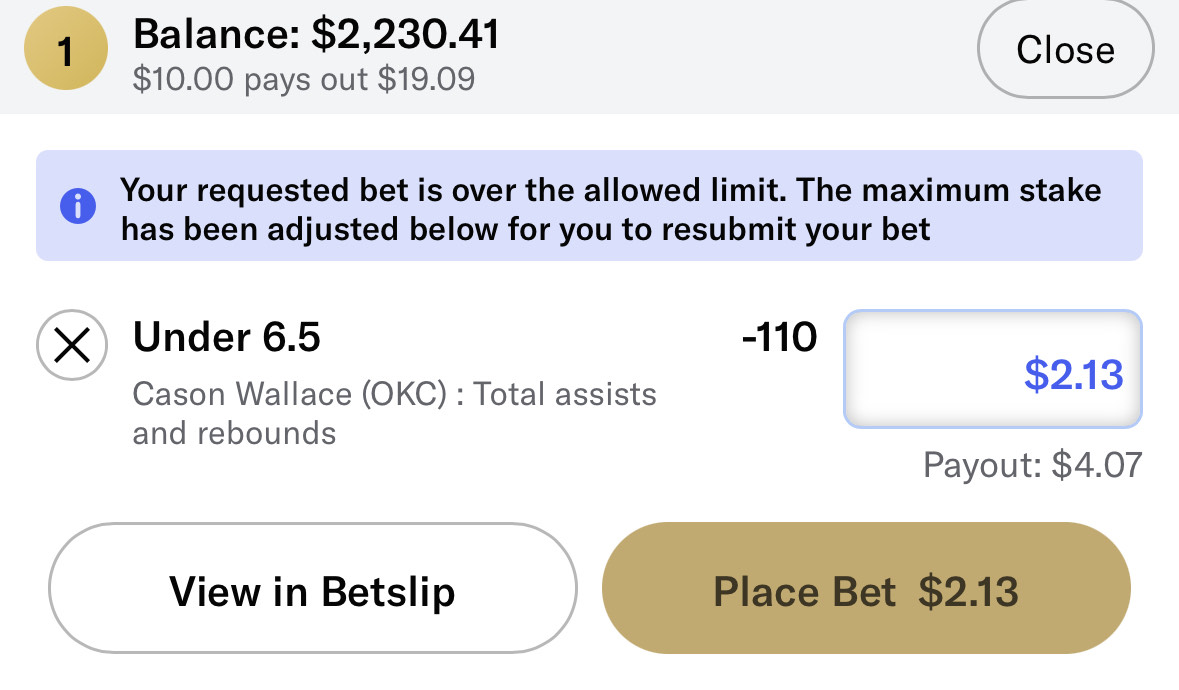 1
Balance: $2,230.41
$10.00 pays out $19.09
Close
Your requested bet is over the allowed limit. The maximum stake
has been adjusted below for you to resubmit your bet
Under 6.5
-110
$2.13
Cason Wallace (OKC) : Total assists
and rebounds
Payout: $4.07
View in Betslip
Place Bet $2.13